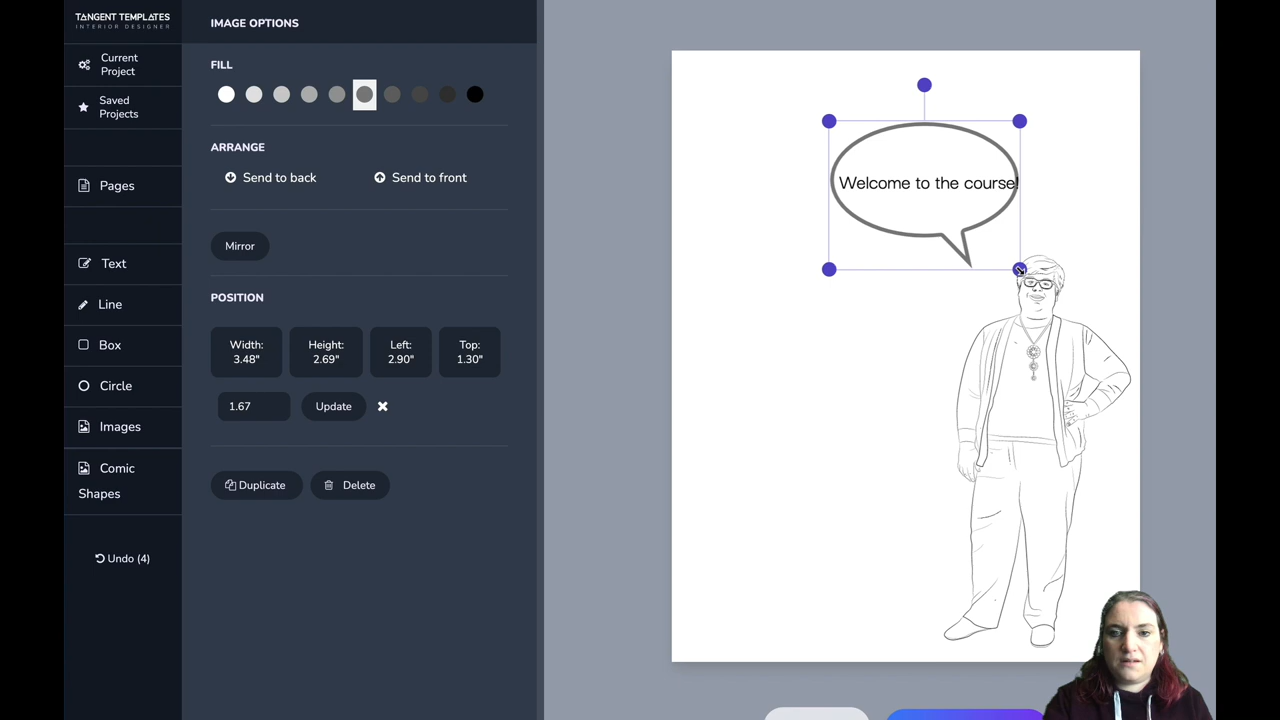 TANGENT TEMPLATES
INTERIOR DESIGNER
Current
Project
Saved
Projects
Pages
Text
Line
Box
Circle
Images
Comic
Shapes
Undo (4)
IMAGE OPTIONS
FILL
ARRANGE
Send to back
Send to front
Mirror
POSITION
Width:
3.48"
Height:
2.69"
Left:
2.90"
Top:
1.30"
1.67
Update
Duplicate
Delete
Welcome to the course!